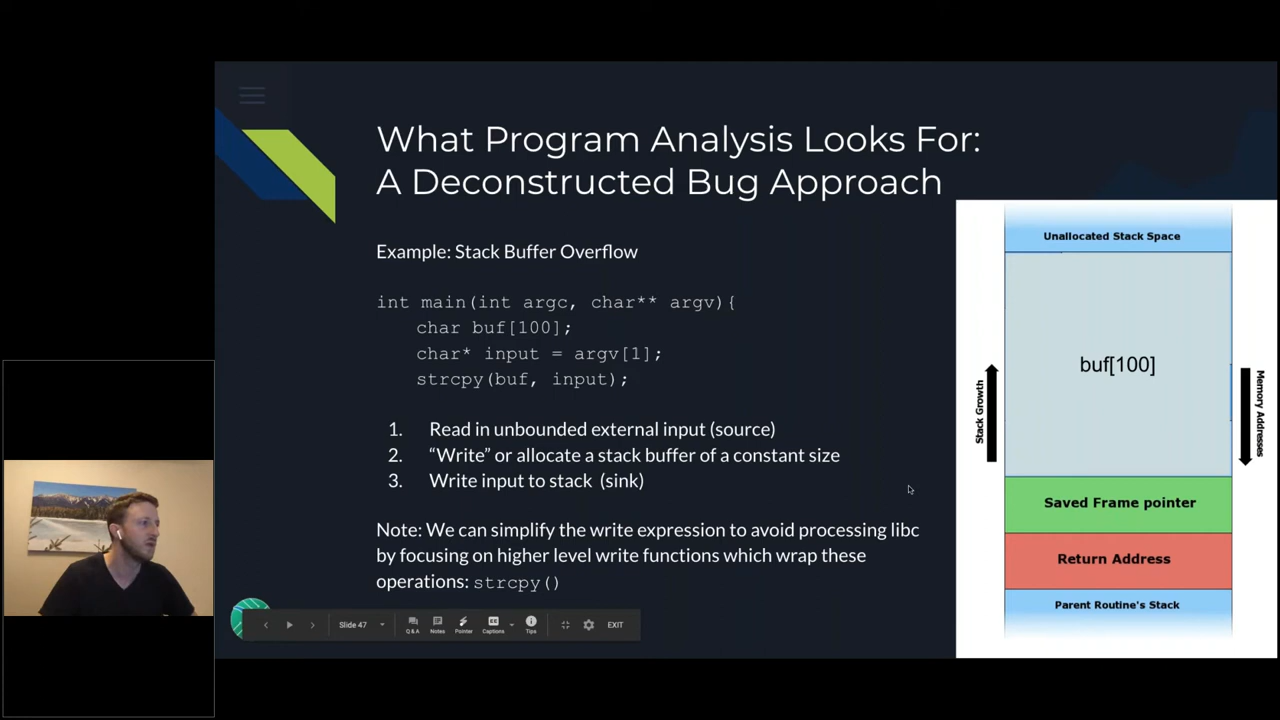 What Program Analysis Looks For:
A Deconstructed Bug Approach
Example: Stack Buffer Overflow
int main(int argc, char** argv){
char buf[100];
char* input = argv[1];
strcpy(buf, input);
1. Read in unbounded external input (source)
2. “Write” or allocate a stack buffer of a constant size
3. Write input to stack (sink)
Note: We can simplify the write expression to avoid processing libc
by focusing on higher level write functions which wrap these
operations: strcpy()
Unallocated Stack Space
buf[100]
Stack Growth
Memory Addresses
Saved Frame pointer
Return Address
Parent Routine's Stack
Slide 47
Q & A
Notes
Pointer
Captions
Tips
EXIT